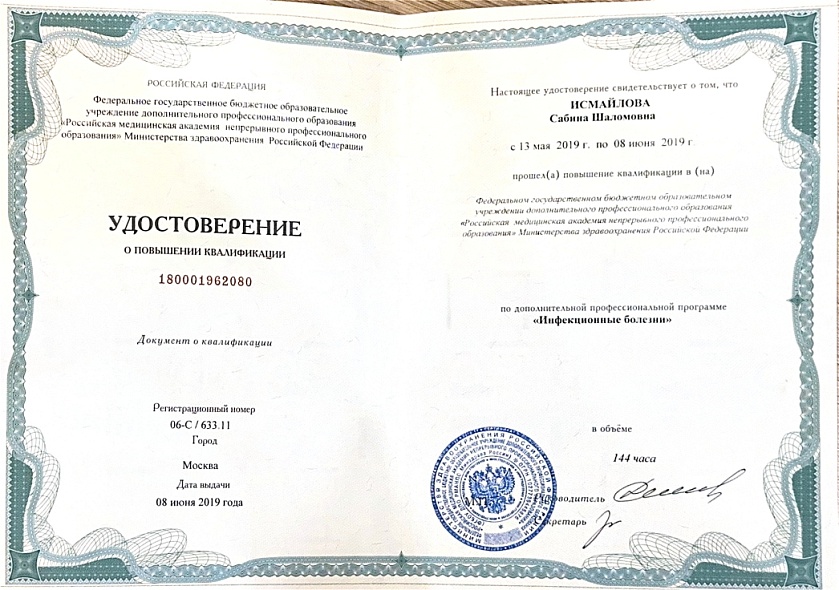 РОССИЙСКАЯ ФЕДЕРАЦИЯ
Федеральное государственное бюджетное образовательное
учреждение дополнительного профессионального образования
«Российская медицинская академия непрерывного профессионального
образования» Министерства здравоохранения Российской Федерации
УДОСТОВЕРЕНИЕ
О ПОВЫШЕНИИ КВАЛИФИКАЦИИ
180001962080
Документ о квалификации
Регистрационный номер
06-С / 633.11
Город
Москва
Дата выдачи
08 июня 2019 года
Настоящее удостоверение свидетельствует о том, что
ИСМАЙЛОВА
Сабина Шаломовна
с 13 мая 2019 г. по 08 июня 2019 г
прошел(а) повышение квалификации в (на)
Федеральном государственном бюджетном образовательном
учреждении дополнительного профессионального образования
«Российская медицинская академия непрерывного профессионального
образования» Министерства здравоохранения Российской Федерации
по дополнительной профессиональной программе
«Инфекционные болезни»
в объёме
144 часа
Руководитель
Секретарь